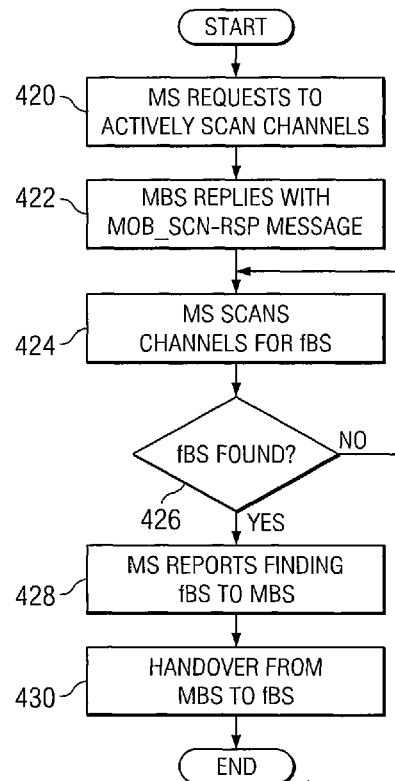 START
420
MS REQUESTS TO
ACTIVELY SCAN CHANNELS
422
MBS REPLIES WITH
MOB_SCN-RSP MESSAGE
424
MS SCANS
CHANNELS FOR fBS
fBS FOUND?
NO
426
YES
428
MS REPORTS FINDING
fBS TO MBS
430
HANDOVER FROM
MBS TO fBS
END